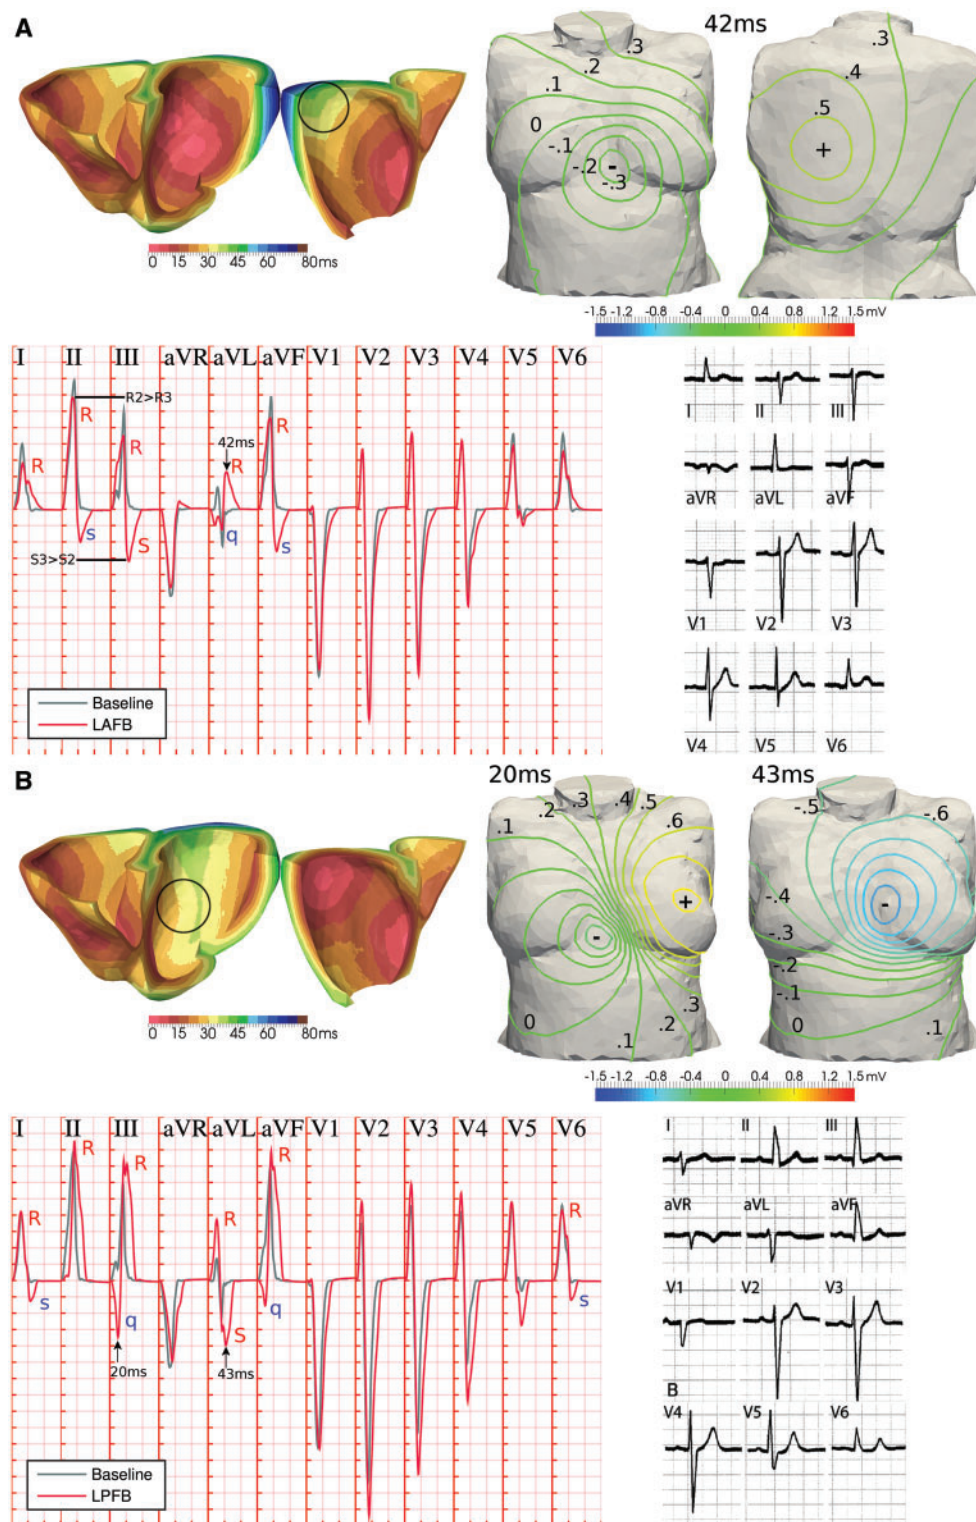 A
42ms
.3
.2
.1
0
-.1
-.2
-
-.3
.3
.4
.5
+
0 15 30 45 60 80ms
-1.5 -1.2 -0.8 -0.4 0 0.4 0.8 1.2 1.5 mV
I II III aVR aVL aVF V1 V2 V3 V4 V5 V6
R2>R3
R
R
R
42ms
R
R
s
S
q
s
S3>S2
Baseline
LAFB
I II III
aVR aVL aVF
V1 V2 V3
V4 V5 V6
B
20ms 43ms
.1 .2 .3 .4 .5 .6
+
-
0 .1 .2 .3
-.5 -.6
-.4
-
-.3
-.2
-.1
0 .1
0 15 30 45 60 80ms
-1.5 -1.2 -0.8 -0.4 0 0.4 0.8 1.2 1.5 mV
I II III aVR aVL aVF V1 V2 V3 V4 V5 V6
R
R
R
R
R
R
s
q
S
q
s
20ms
43ms
Baseline
LPFB
I II III
aVR aVL aVF
V1 V2 V3
B
V4 V5 V6